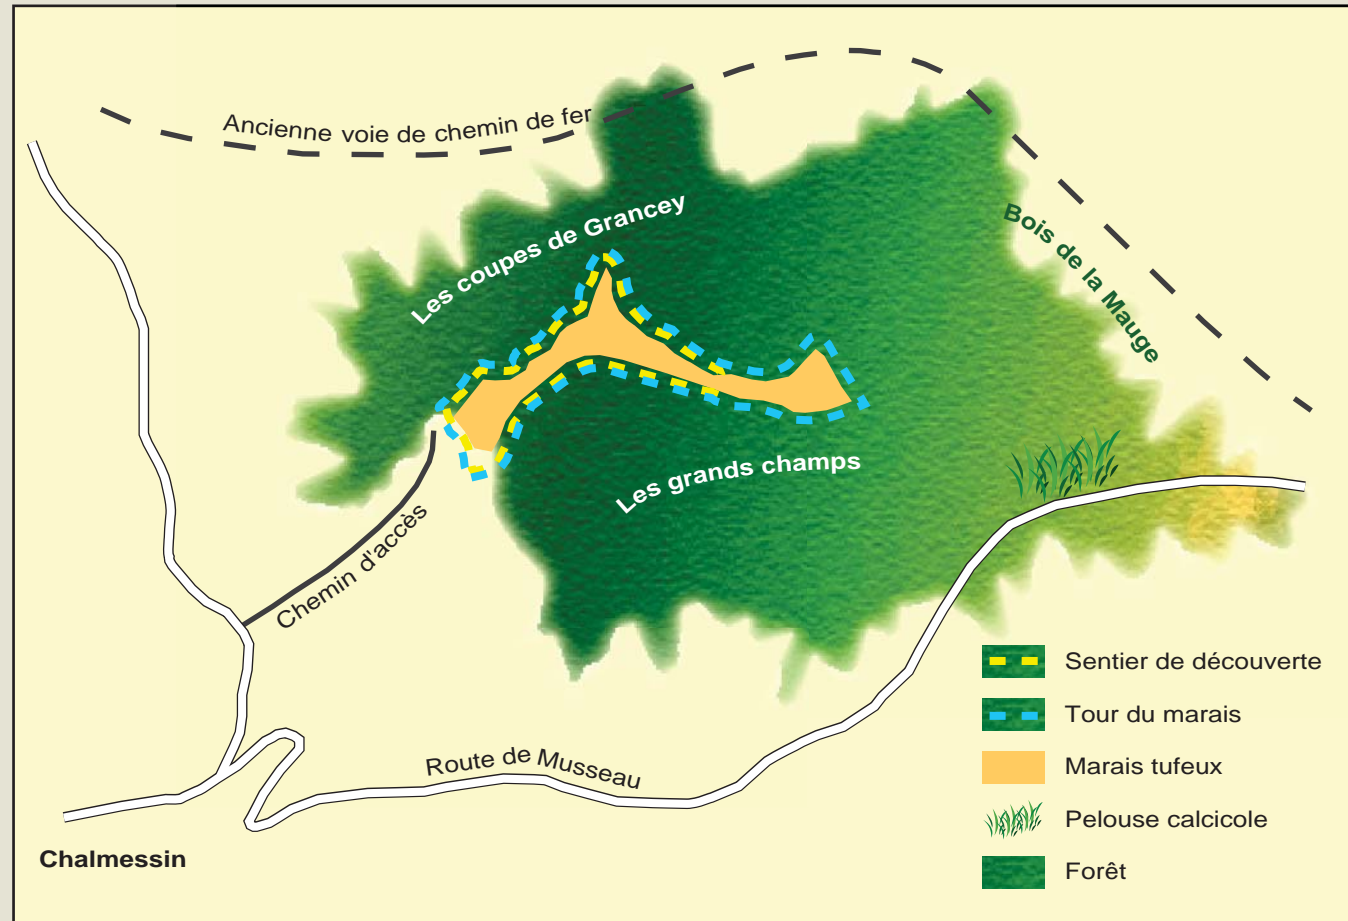 Ancienne voie de chemin de fer
Les coupes de Grancey
Bois de la Mauge
Les grands champs
Chemin d'accès
Route de Musseau
Chalmessin
Sentier de découverte
Tour du marais
Marais tufeux
Pelouse calcicole
Forêt